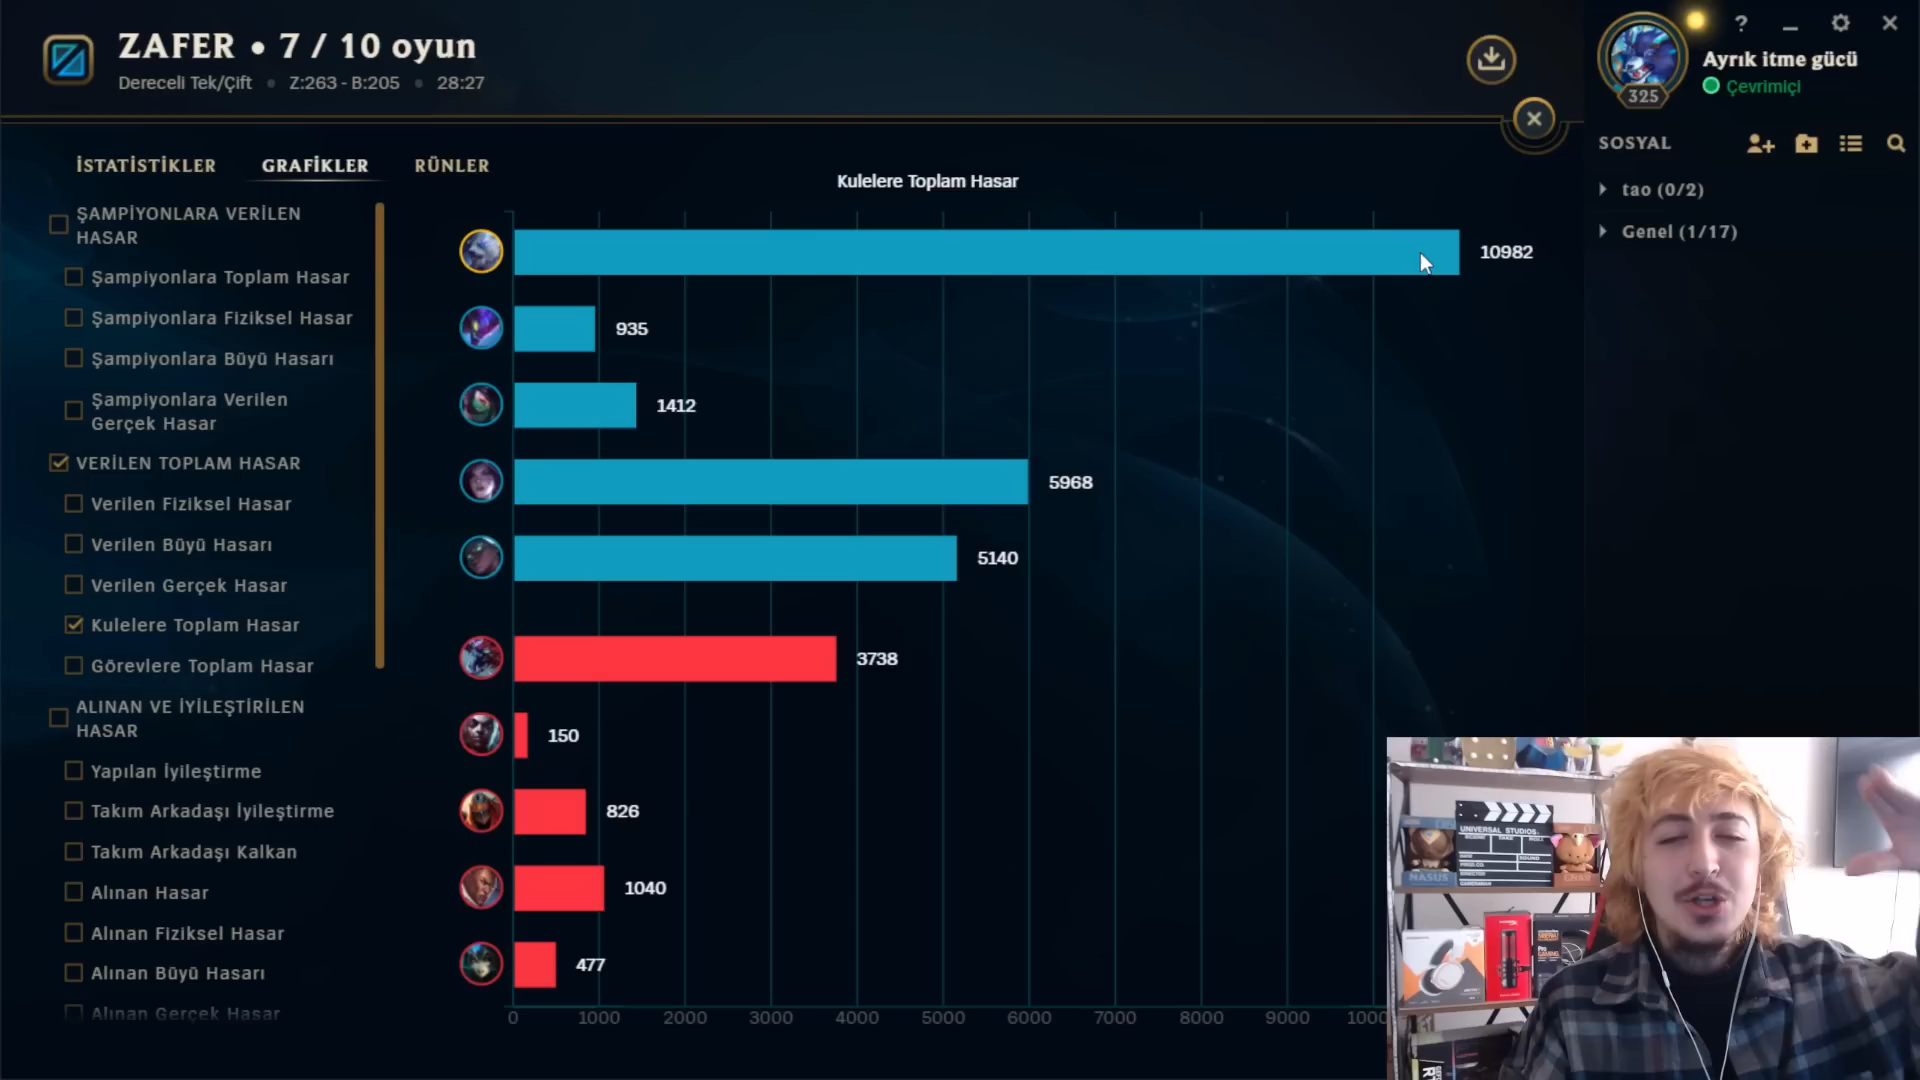 ZAFER • 7 / 10 oyun
Dereceli Tek/Çift • Z:263 - B:205 • 28:27
Ayrık itme gücü
325
Çevrimiçi
SOSYAL
tao (0/2)
Genel (1/17)
İSTATİSTİKLER
GRAFİKLER
RÜNLER
ŞAMPİYONLARA VERİLEN
HASAR
Şampiyonlara Toplam Hasar
Şampiyonlara Fiziksel Hasar
Şampiyonlara Büyü Hasarı
Şampiyonlara Verilen
Gerçek Hasar
VERİLEN TOPLAM HASAR
Verilen Fiziksel Hasar
Verilen Büyü Hasarı
Verilen Gerçek Hasar
Kulelere Toplam Hasar
Görevlere Toplam Hasar
ALINAN VE İYİLEŞTİRİLEN
HASAR
Yapılan İyileştirme
Takım Arkadaşı İyileştirme
Takım Arkadaşı Kalkan
Alınan Hasar
Alınan Fiziksel Hasar
Alınan Büyü Hasarı
Alınan Gerçek Hasar
Kulelere Toplam Hasar
10982
935
1412
5968
5140
3738
150
826
1040
477
0 1000 2000 3000 4000 5000 6000 7000 8000 9000 1000
UNIVERSAL STUDIOS
NASUS
GNAR